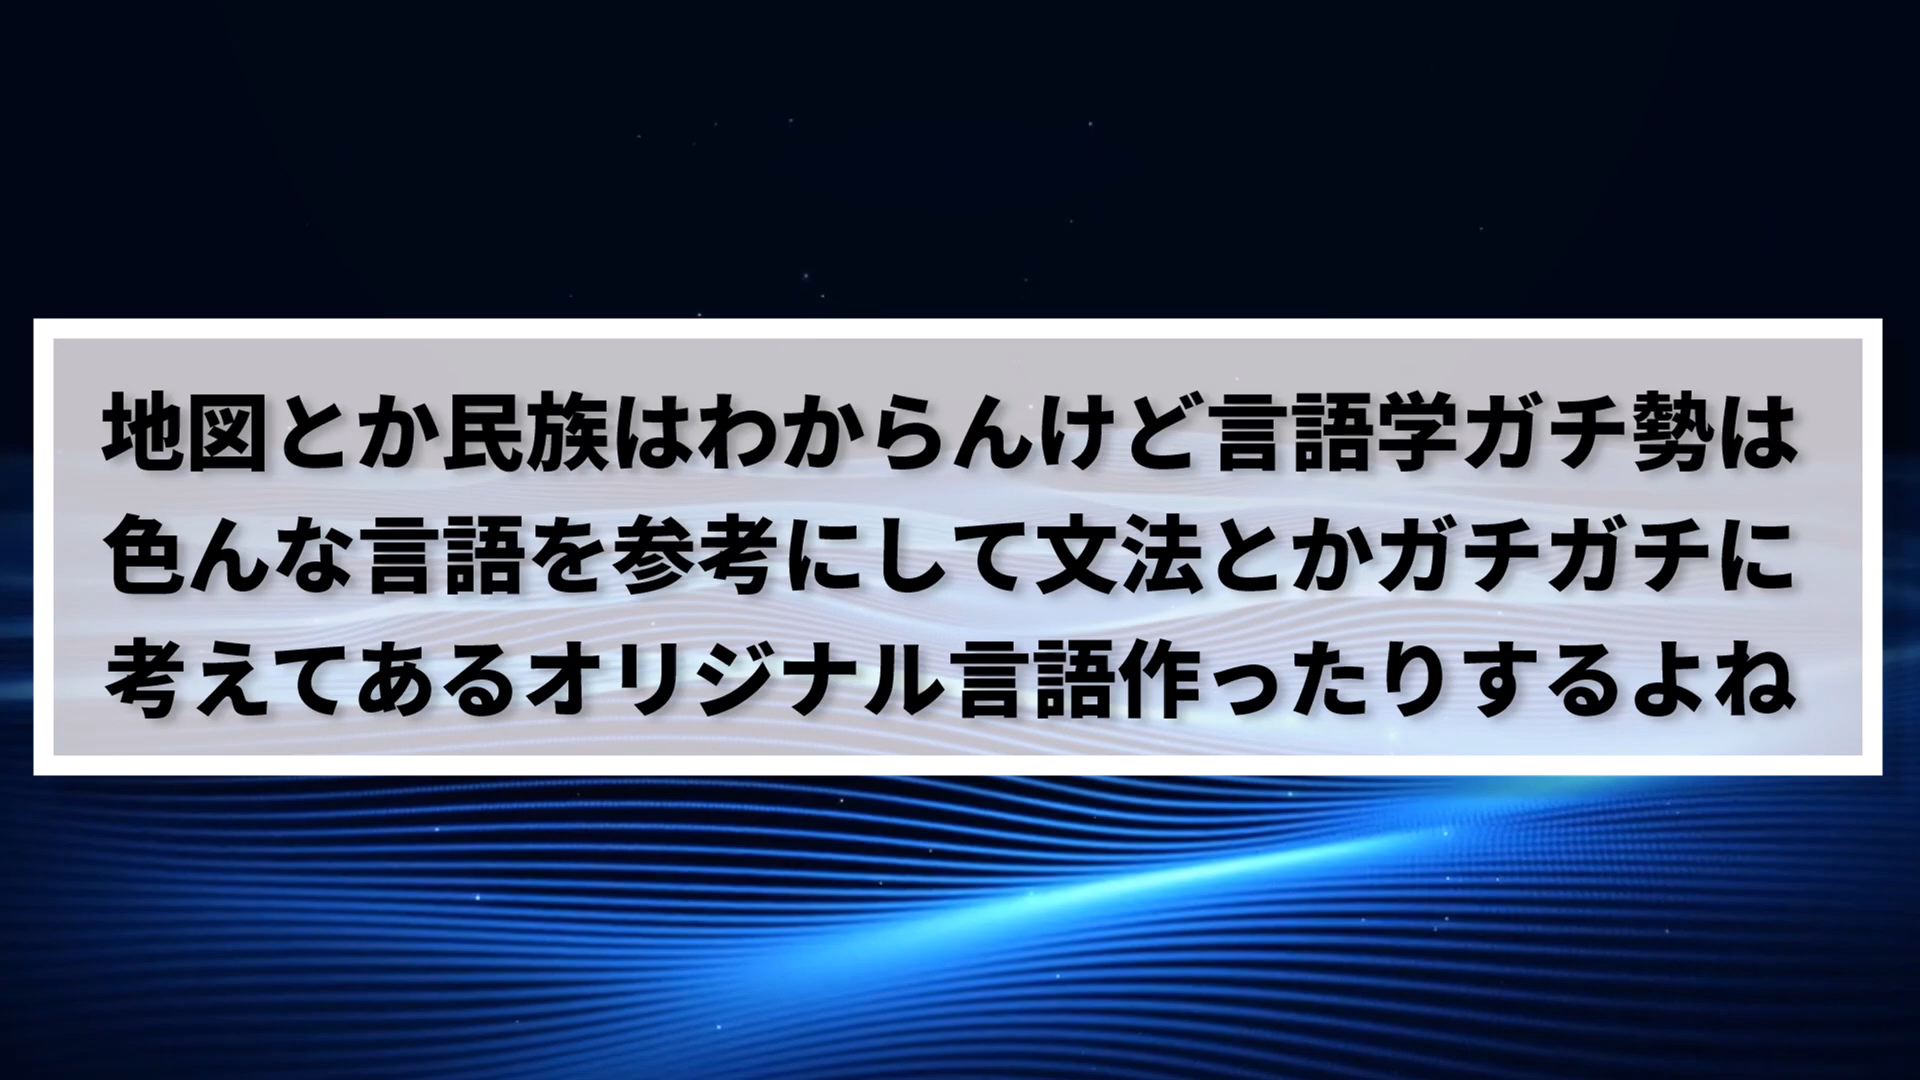 地図とか民族はわからんけど言語学ガチ勢は
色んな言語を参考にして文法とかガチガチに
考えてあるオリジナル言語作ったりするよね